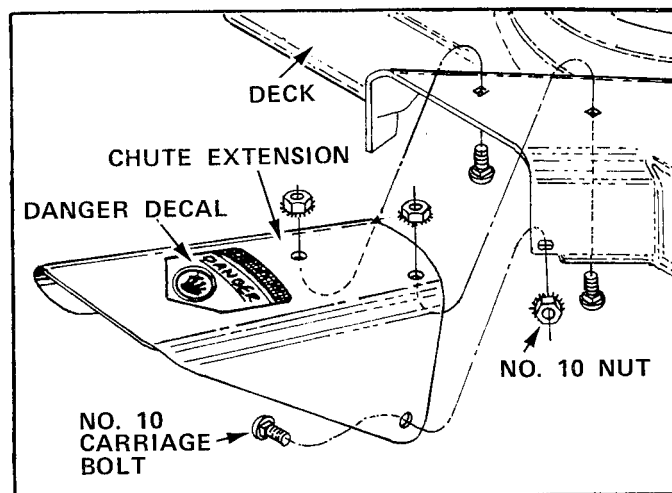 DECK
CHUTE EXTENSION
DANGER DECAL
DANGER
NO. 10 NUT
NO. 10
CARRIAGE
BOLT